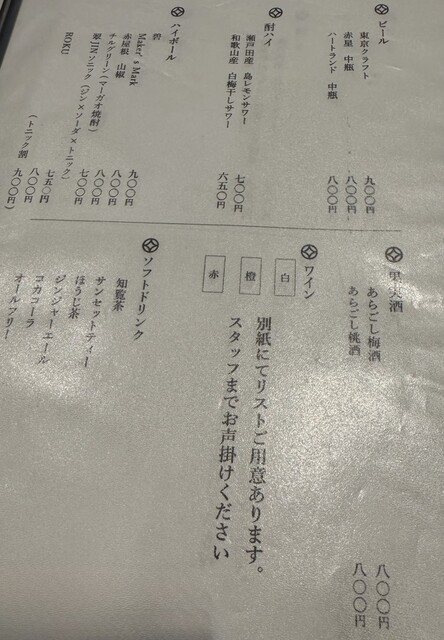 ビール
東京クラフト 九〇〇円
赤星 中瓶 八〇〇円
ハートランド 中瓶 八〇〇円
酎ハイ
瀬戸田産 島レモンサワー 七〇〇円
和歌山産 白梅干しサワー 六五〇円
ハイボール
碧 九〇〇円
Maker's Mark 八〇〇円
赤屋根 山椒 八〇〇円
チルグリーン(マーガオ焼酎) 七〇〇円
翠JINソニック(ジン×ソーダ×トニック) 七五〇円
ROKU 八〇〇円
(トニック割 九〇〇円)
果実酒
あらごし梅酒 八〇〇円
あらごし桃酒 八〇〇円
ワイン
白
橙
赤
別紙にてリストご用意あります。
スタッフまでお声掛けください
ソフトドリンク
知覧茶
サンセットティー
ほうじ茶
ジンジャーエール
コカコーラ
オールフリー